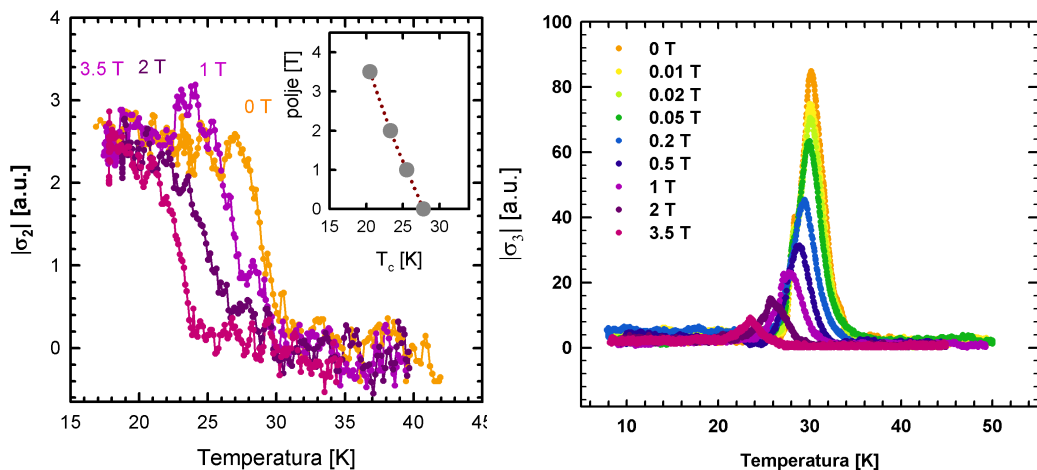 |σ₂| [a.u.]
4
3
2
1
0
3.5 T
2 T
1 T
0 T
polje [T]
4
3
2
1
0
15 20 25 30
T_c [K]
15 20 25 30 35 40 45
Temperatura [K]
|σ₃| [a.u.]
100
80
60
40
20
0
0 T
0.01 T
0.02 T
0.05 T
0.2 T
0.5 T
1 T
2 T
3.5 T
10 20 30 40 50
Temperatura [K]